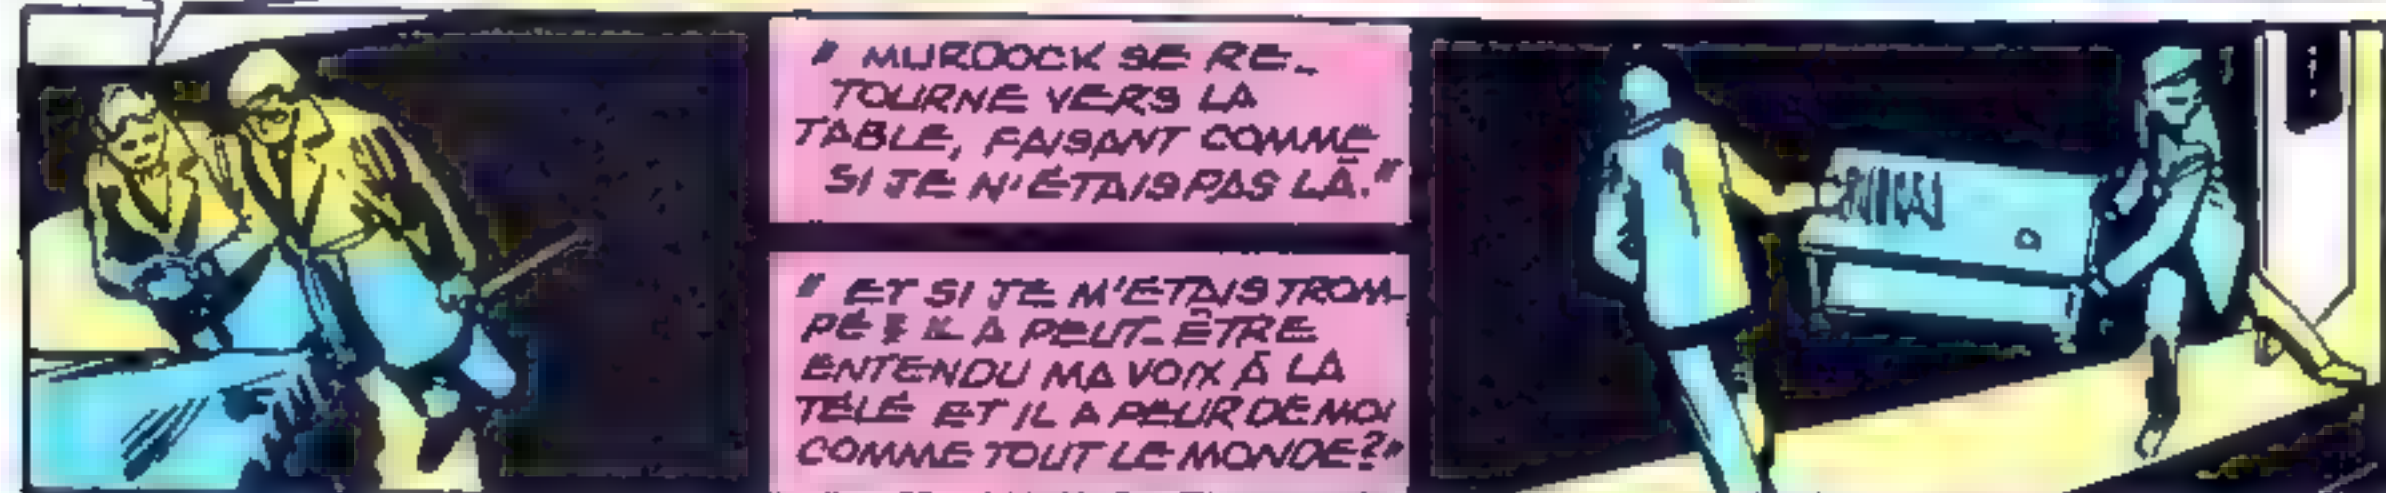 " MURDOCK SE RE-
TOURNE VERS LA
TABLE, FAISANT COMME
SI JE N'ÉTAIS PAS LÀ."
" ET SI JE M'ÉTAIS TROM-
PÉ ? IL A PEUT-ÊTRE
ENTENDU MA VOIX À LA
TÉLÉ ET IL A PEUR DE MOI
COMME TOUT LE MONDE?"